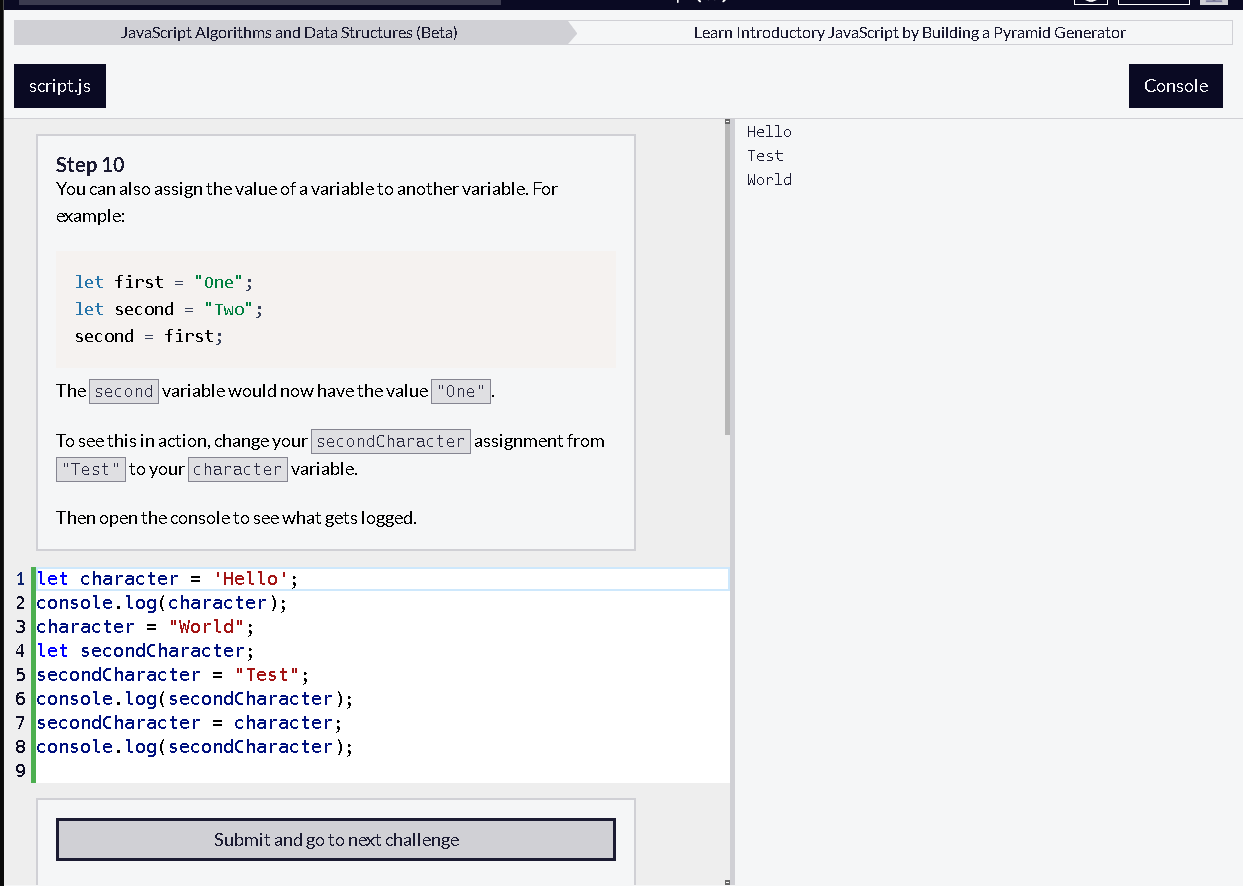 JavaScript Algorithms and Data Structures (Beta)
Learn Introductory JavaScript by Building a Pyramid Generator
script.js
Console
Step 10
You can also assign the value of a variable to another variable. For
example:
let first = "One";
let second = "Two";
second = first;
The second variable would now have the value "One".
To see this in action, change your secondCharacter assignment from
"Test" to your character variable.
Then open the console to see what gets logged.
1 let character = 'Hello';
2 console.log(character);
3 character = "World";
4 let secondCharacter;
5 secondCharacter = "Test";
6 console.log(secondCharacter);
7 secondCharacter = character;
8 console.log(secondCharacter);
9
Submit and go to next challenge
Hello
Test
World